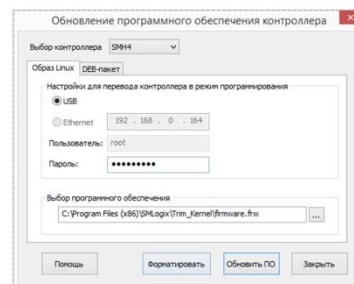 Обновление программного обеспечения контроллера
Выбор контроллера SMH4
Образ Linux DEB-пакет
Настройки для перевода контроллера в режим программирования
USB
Ethernet 192 . 168 . 0 . 164
Пользователь: root
Пароль: •••••••••
Выбор программного обеспечения
C:\Program Files (x86)\SMLogix\Trim_Kernel\firmware.frw ...
Помощь Форматировать Обновить ПО Закрыть